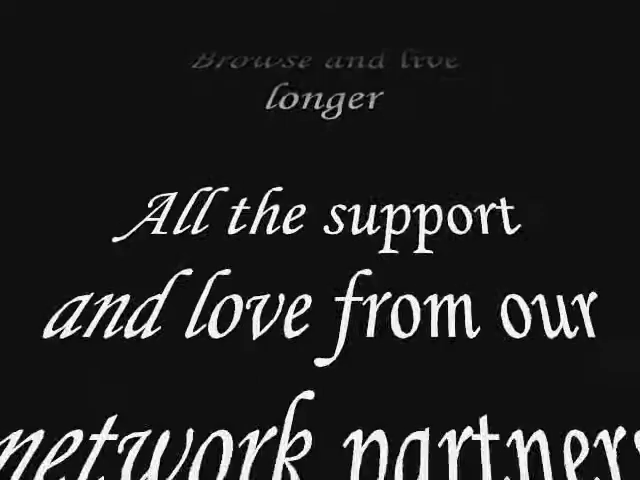 Browse and live
longer
All the support
and love from our
network partners